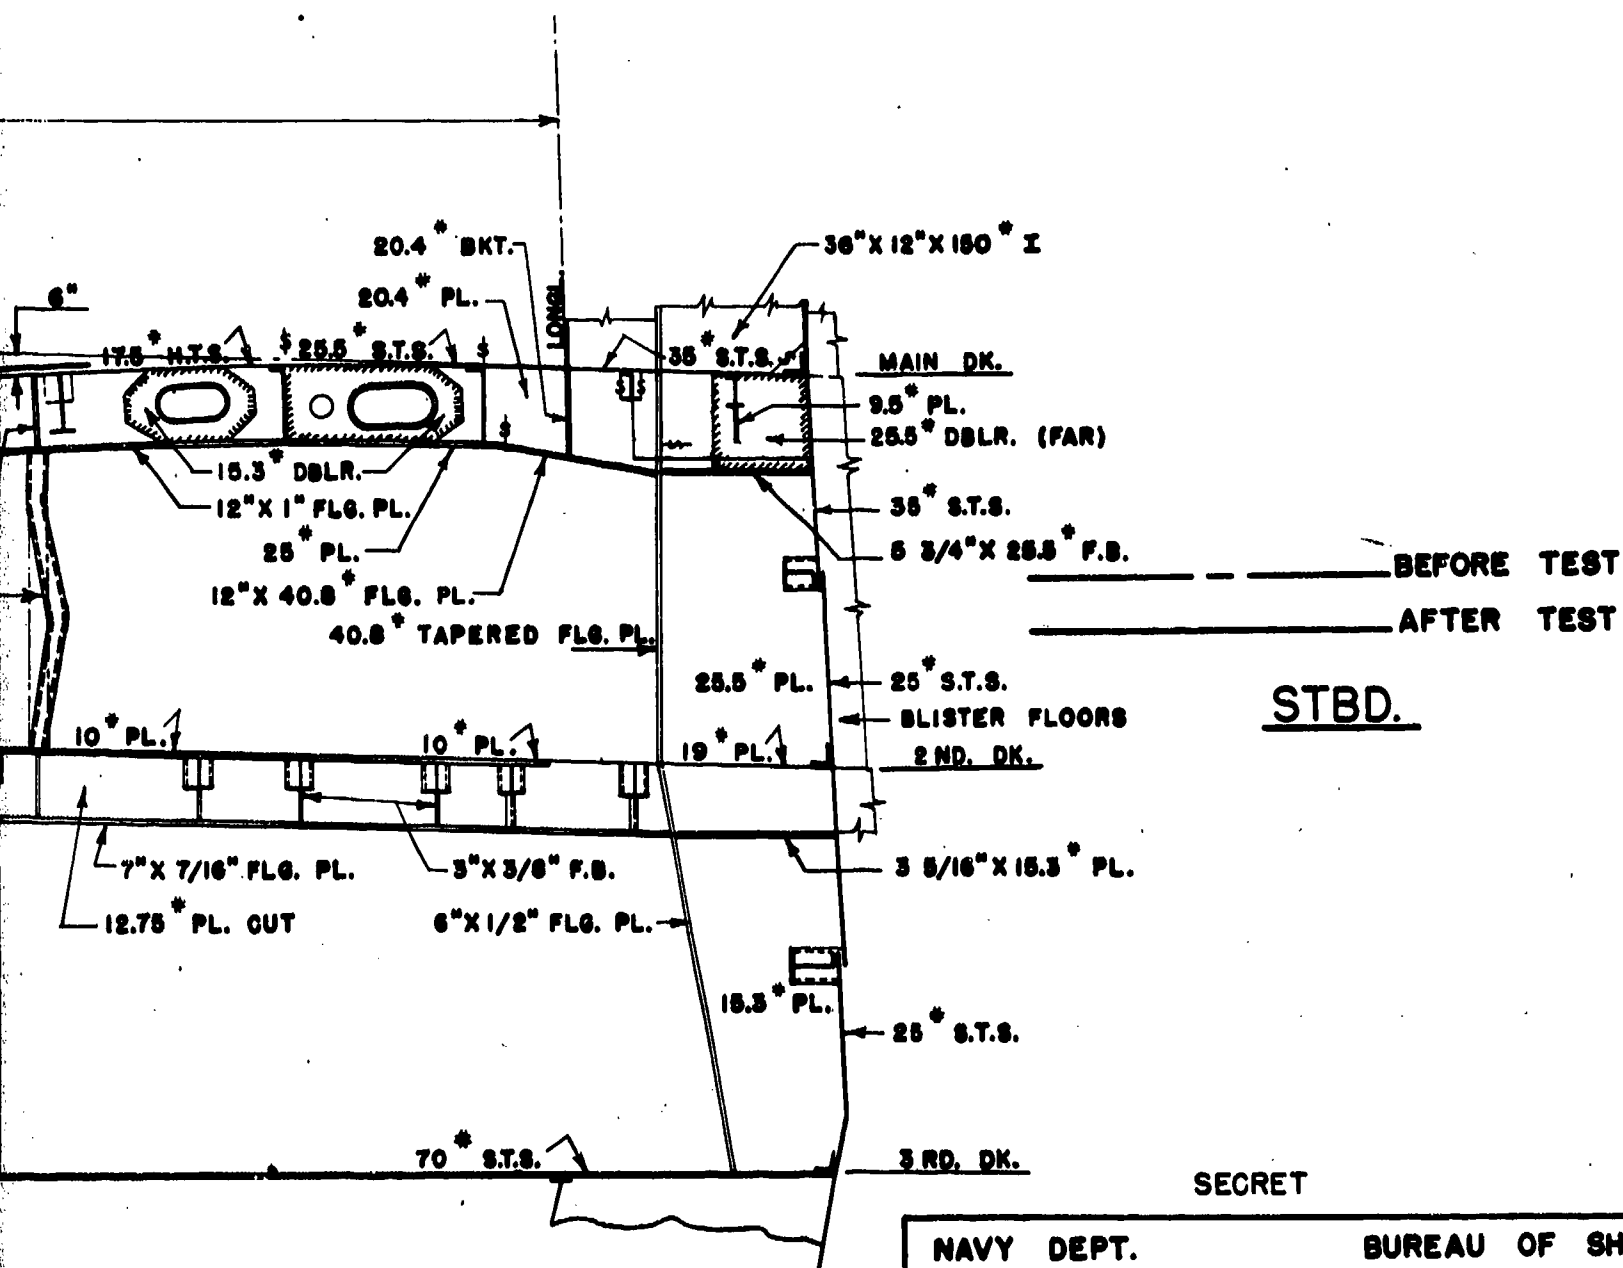 20.4# BKT.
36"X12"X150# I
6"
20.4# PL.
LONGL.
17.5# H.T.S.
25.5# S.T.S.
35# S.T.S.
MAIN DK.
9.5# PL.
25.5# DBLR. (FAR)
15.3# DBLR.
12"X 1" FLG. PL.
35# S.T.S.
25# PL.
5 3/4"X 25.5# F.B.
BEFORE TEST
12"X 40.8# FLG. PL.
AFTER TEST
40.8# TAPERED FLG. PL.
25.5# PL.
25# S.T.S.
STBD.
BLISTER FLOORS
10# PL.
10# PL.
19# PL.
2 ND. DK.
7"X 7/16" FLG. PL.
3"X 3/8" F.B.
3 5/16"X 15.3# PL.
12.75# PL. CUT
6"X 1/2" FLG. PL.
15.3# PL.
25# S.T.S.
70# S.T.S.
3 RD. DK.
SECRET
NAVY DEPT.
BUREAU OF SH